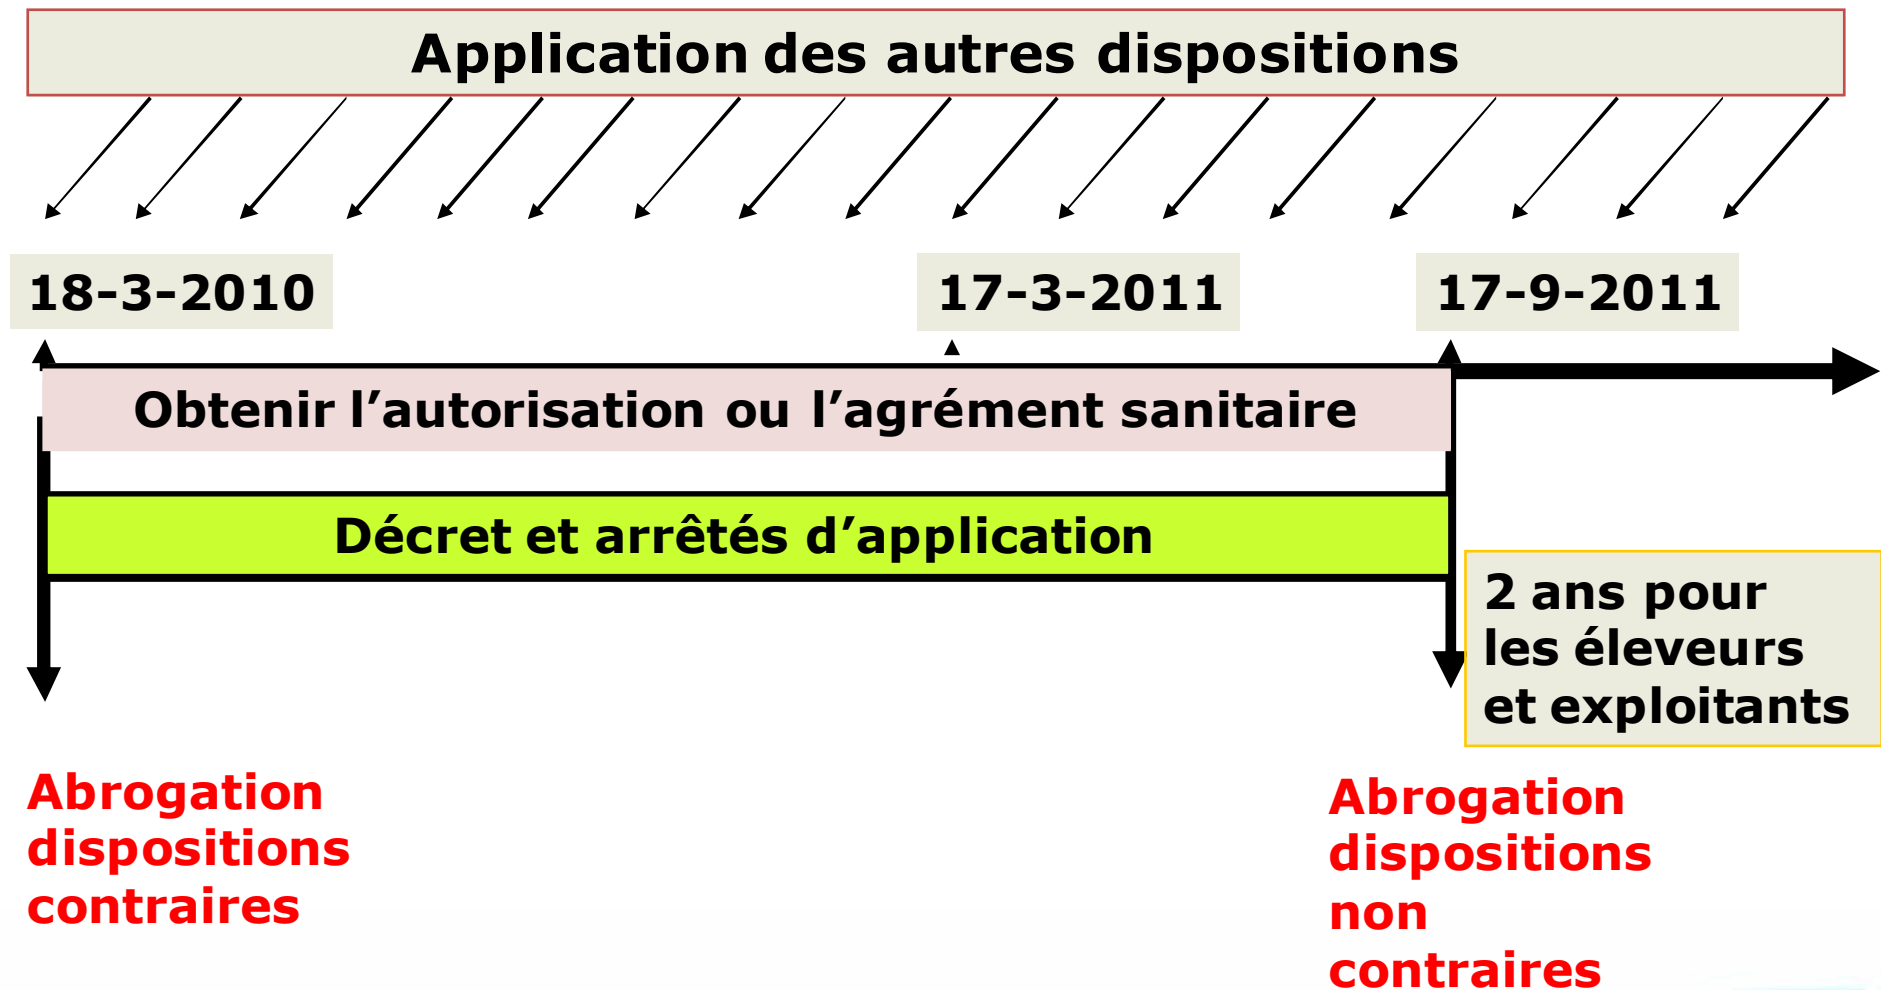 Application des autres dispositions
18-3-2010
17-3-2011
17-9-2011
Obtenir l’autorisation ou l’agrément sanitaire
Décret et arrêtés d’application
2 ans pour
les éleveurs
et exploitants
Abrogation
dispositions
contraires
Abrogation
dispositions
non
contraires